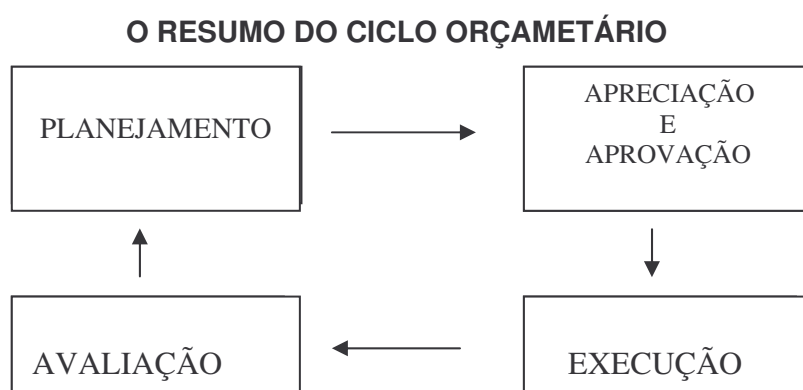 O RESUMO DO CICLO ORÇAMETÁRIO
PLANEJAMENTO
APRECIAÇÃO
E
APROVAÇÃO
AVALIAÇÃO
EXECUÇÃO